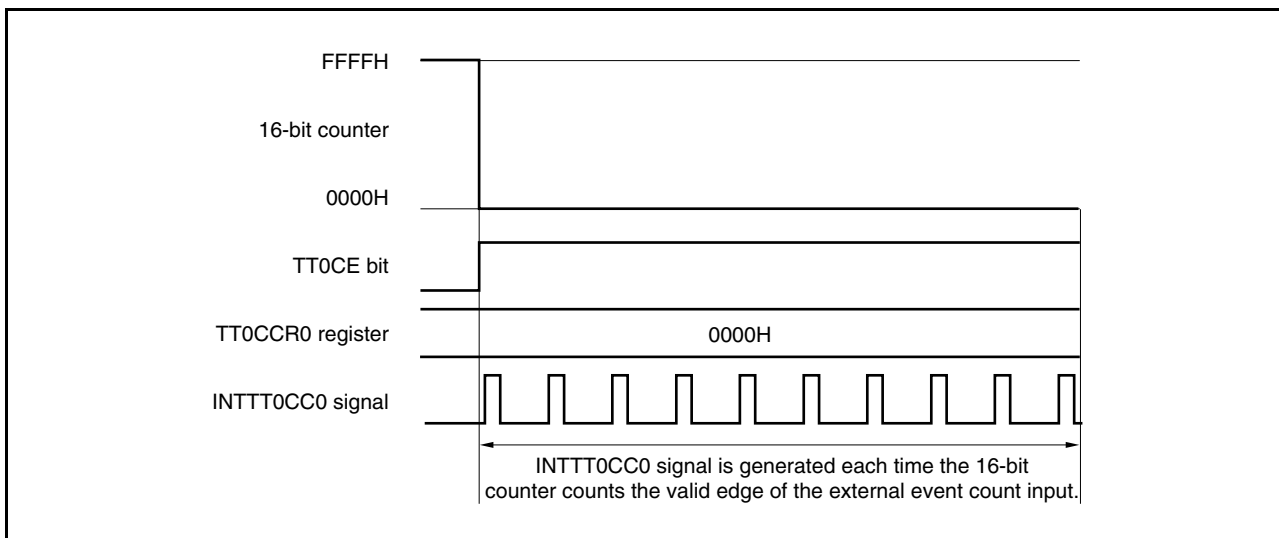 FFFFH
16-bit counter
0000H
TT0CE bit
TT0CCR0 register
0000H
INTTT0CC0 signal
INTTT0CC0 signal is generated each time the 16-bit
counter counts the valid edge of the external event count input.